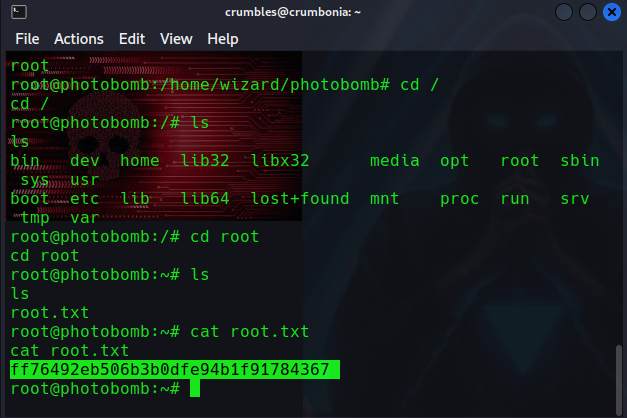 crumbles@crumbonia: ~
File Actions Edit View Help
root
root@photobomb:/home/wizard/photobomb# cd /
cd /
root@photobomb:/# ls
ls
bin dev home lib32 libx32 media opt root sbin
sys usr
boot etc lib lib64 lost+found mnt proc run srv
tmp var
root@photobomb:/# cd root
cd root
root@photobomb:~# ls
ls
root.txt
root@photobomb:~# cat root.txt
cat root.txt
ff76492eb506b3b0dfe94b1f91784367
root@photobomb:~#